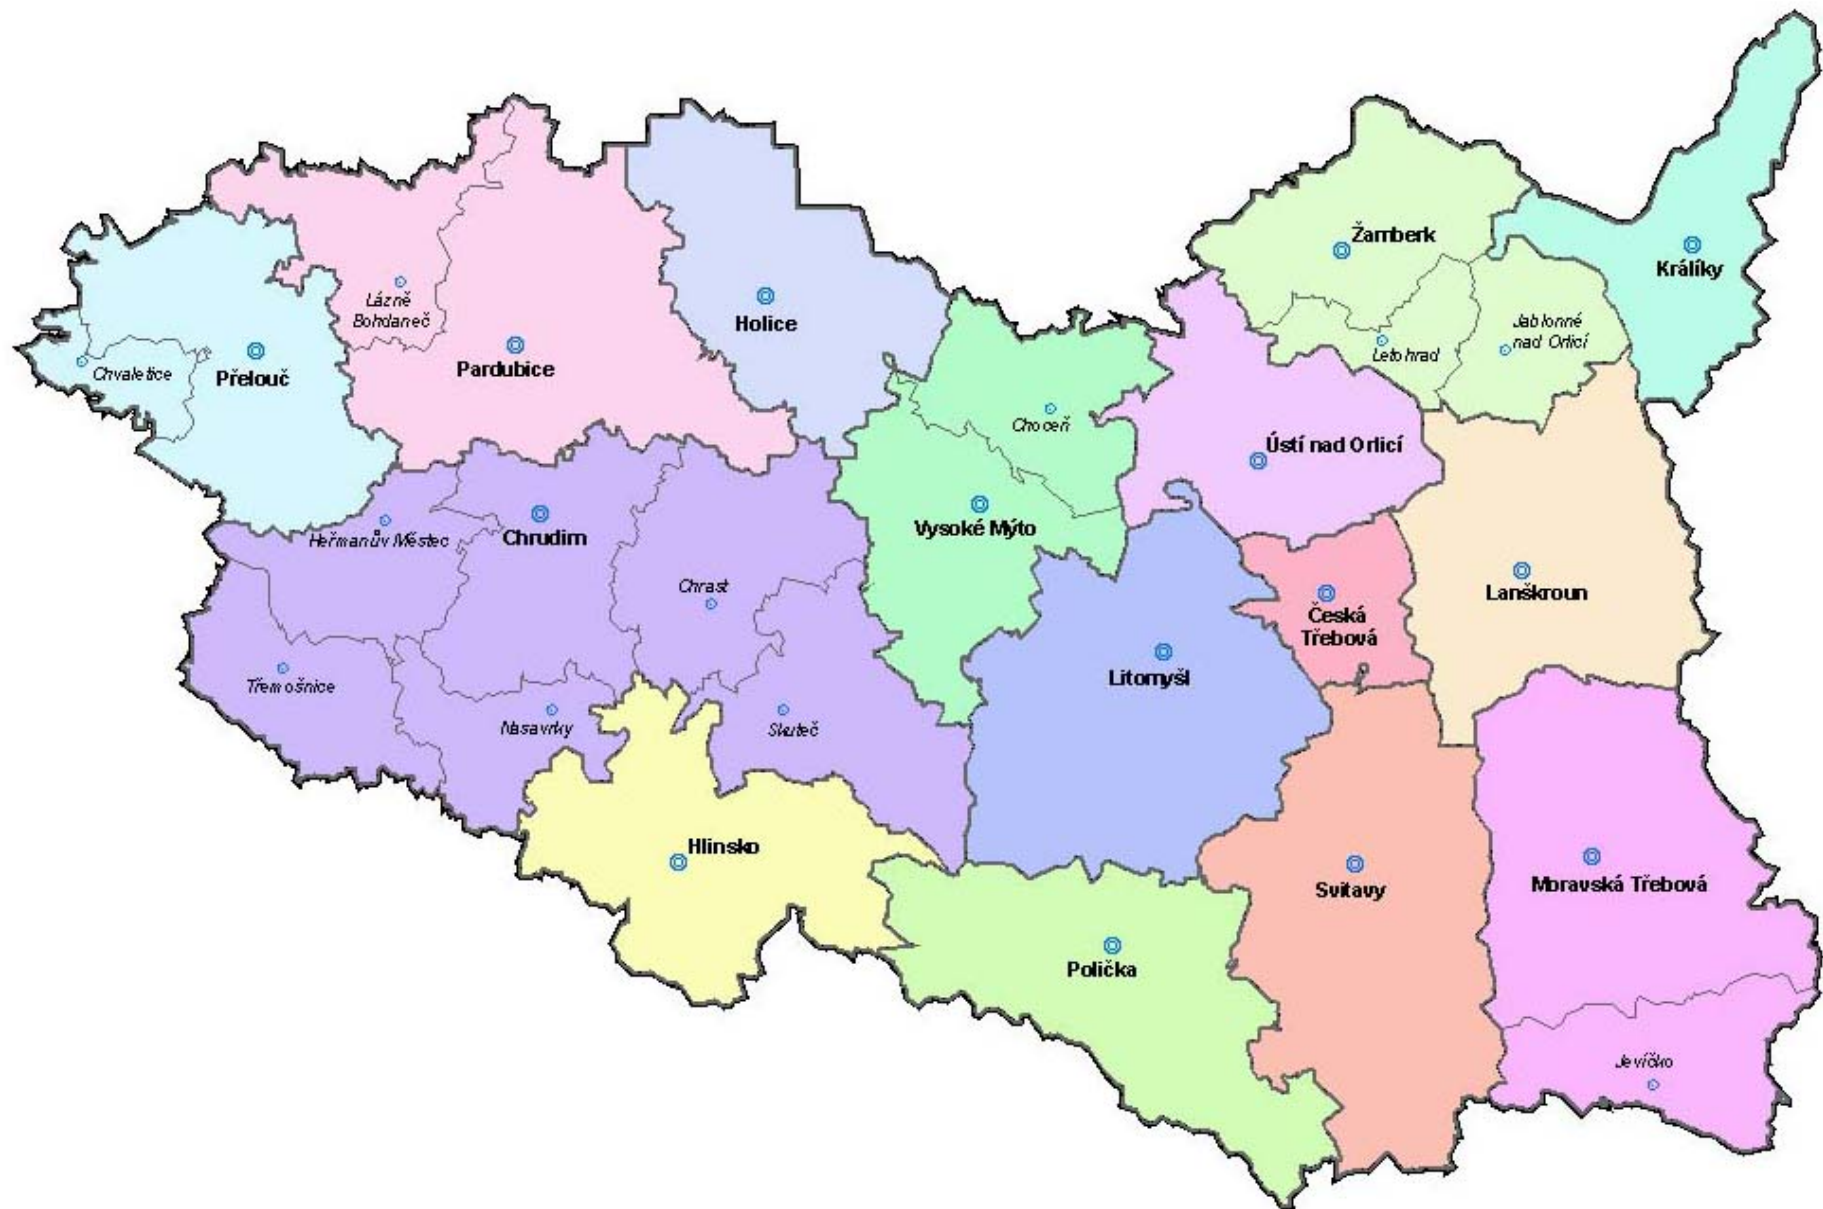 Žamberk
Králíky
Lázně
Bohdaneč
Holice
Jablonné
nad Orlicí
Letohrad
Chvaletice
Přelouč
Pardubice
Choceň
Ústí nad Orlicí
Heřmanův Městec
Chrudim
Vysoké Mýto
Chrast
Lanškroun
Česká
Třebová
Litomyšl
Třemošnice
Nasavrky
Skuteč
Hlinsko
Svitavy
Moravská Třebová
Polička
Jevíčko